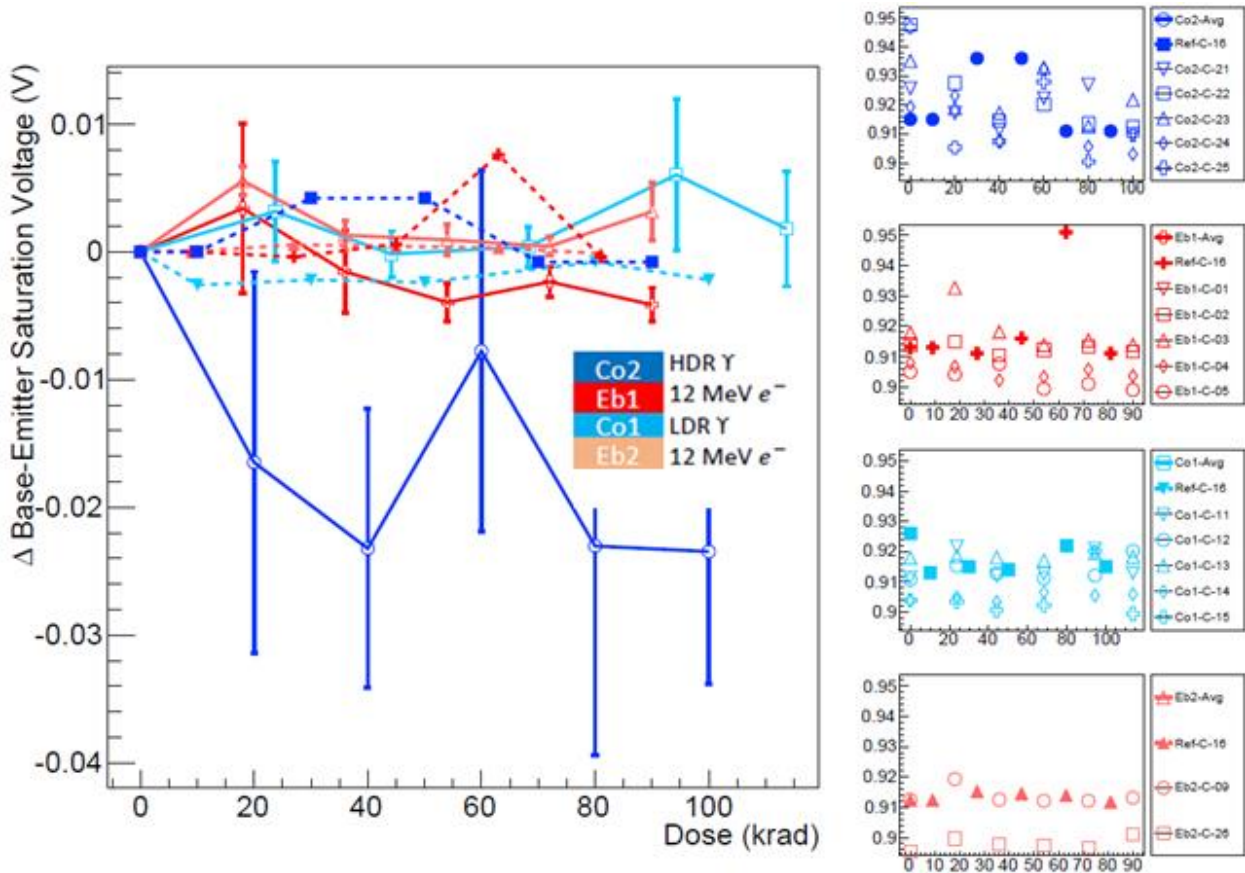 Δ Base-Emitter Saturation Voltage (V)
0.01
0
-0.01
-0.02
-0.03
-0.04
0 20 40 60 80 100
Dose (krad)
Co2 HDR ϒ
Eb1 12 MeV e⁻
Co1 LDR ϒ
Eb2 12 MeV e⁻
0.95
0.94
0.93
0.92
0.91
0.9
0 20 40 60 80 100
Co2-Avg
Ref-C-16
Co2-C-21
Co2-C-22
Co2-C-23
Co2-C-24
Co2-C-25
0.95
0.94
0.93
0.92
0.91
0.9
0 10 20 30 40 50 60 70 80 90
Eb1-Avg
Ref-C-16
Eb1-C-01
Eb1-C-02
Eb1-C-03
Eb1-C-04
Eb1-C-05
0.95
0.94
0.93
0.92
0.91
0.9
0 20 40 60 80 100
Co1-Avg
Ref-C-16
Co1-C-11
Co1-C-12
Co1-C-13
Co1-C-14
Co1-C-15
0.95
0.94
0.93
0.92
0.91
0.9
0 10 20 30 40 50 60 70 80 90
Eb2-Avg
Ref-C-16
Eb2-C-09
Eb2-C-26